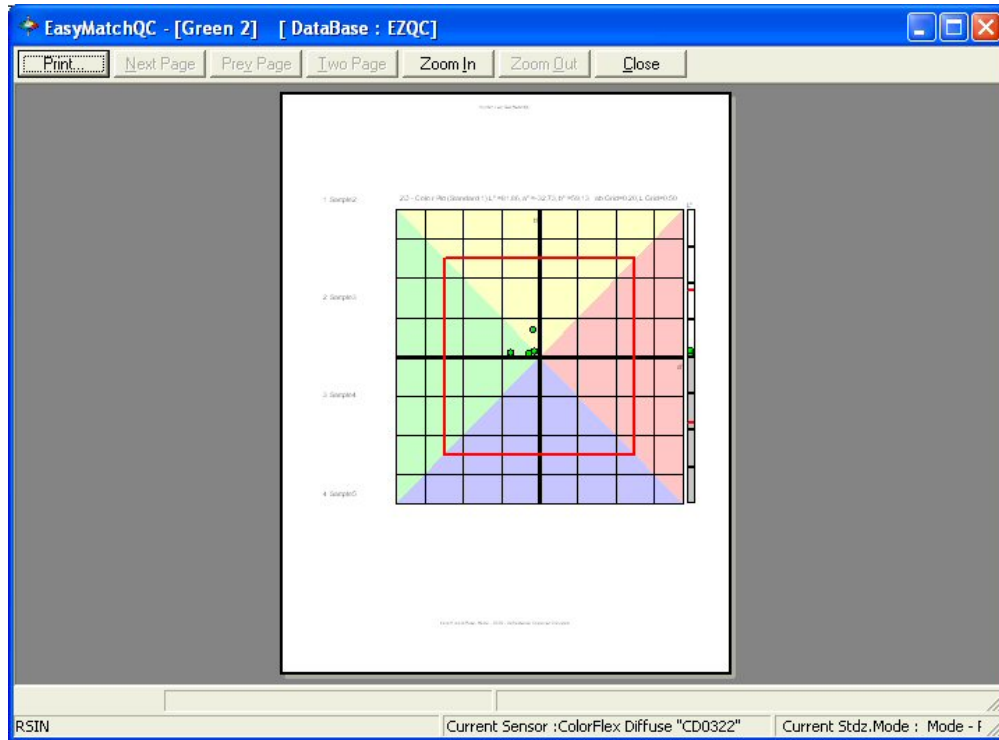 EasyMatchQC - [Green 2] [ DataBase : EZQC]
Print... Next Page Prev Page Two Page Zoom In Zoom Out Close
1 Sample2
2 Sample3
3 Sample4
4 Sample5
RSIN
Current Sensor :ColorFlex Diffuse "CD0322"
Current Stdz.Mode : Mode - F